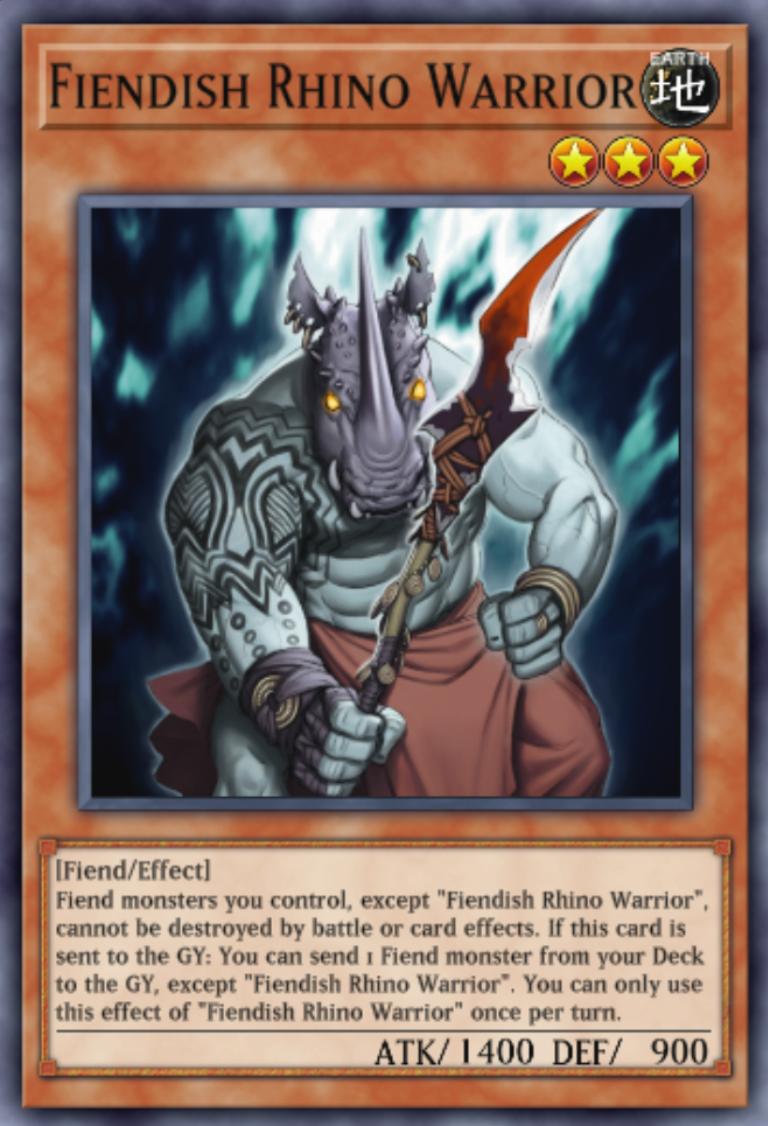 FIENDISH RHINO WARRIOR
EARTH
地
[Fiend/Effect]
Fiend monsters you control, except "Fiendish Rhino Warrior",
cannot be destroyed by battle or card effects. If this card is
sent to the GY: You can send 1 Fiend monster from your Deck
to the GY, except "Fiendish Rhino Warrior". You can only use
this effect of "Fiendish Rhino Warrior" once per turn.
ATK/ 1400 DEF/ 900